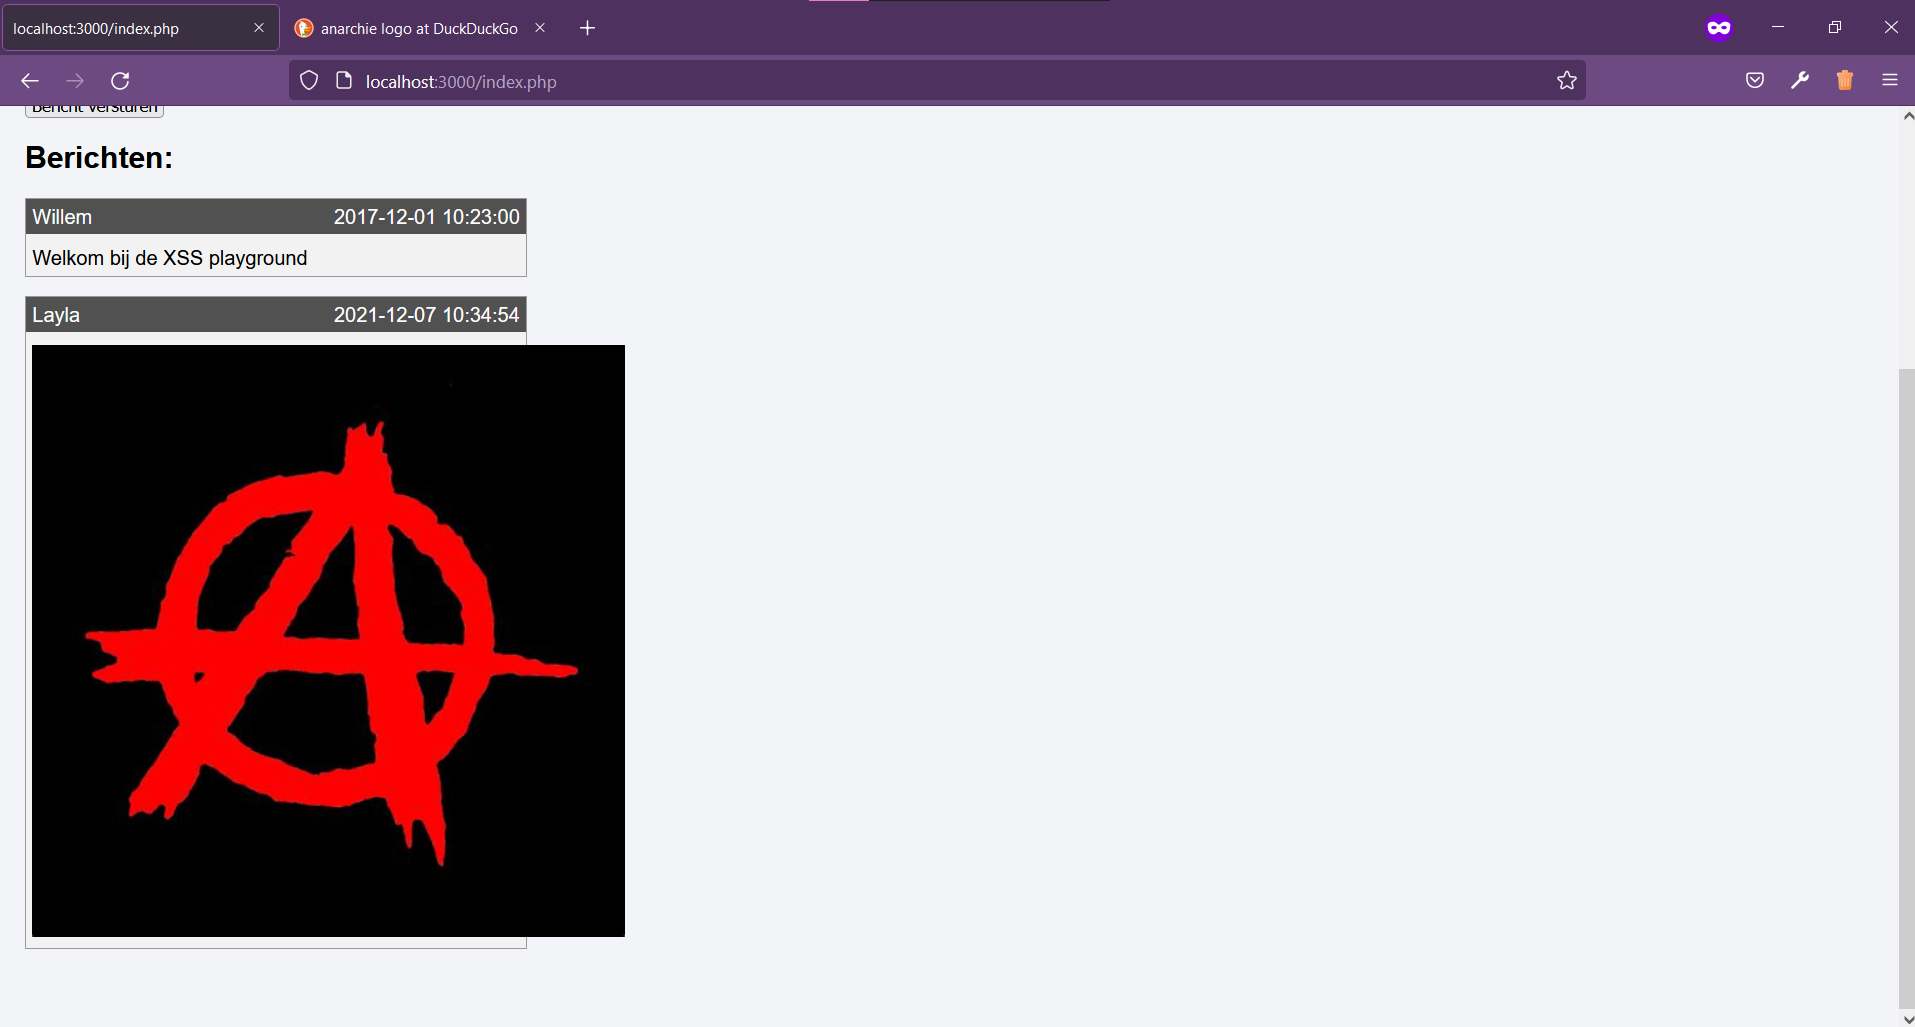 localhost:3000/index.php
anarchie logo at DuckDuckGo
localhost:3000/index.php
Bericht versturen
Berichten:
Willem 2017-12-01 10:23:00
Welkom bij de XSS playground
Layla 2021-12-07 10:34:54